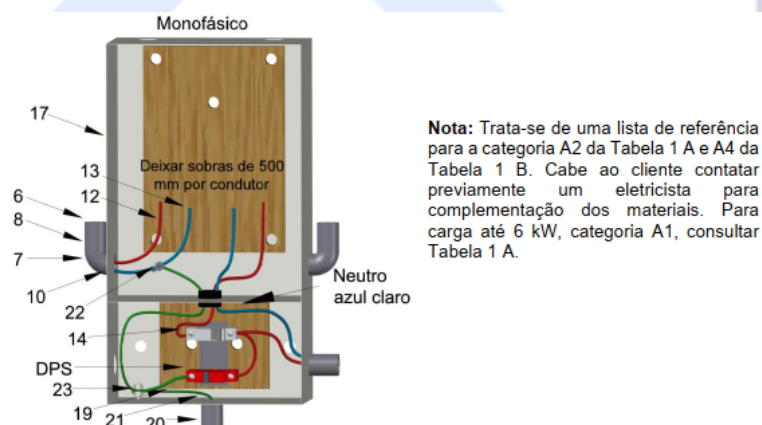 Monofásico
17
13
12
Deixar sobras de 500
mm por condutor
6
8
7
10
22
Neutro
azul claro
14
DPS
23
19
21
20
Nota: Trata-se de uma lista de referência
para a categoria A2 da Tabela 1 A e A4 da
Tabela 1 B. Cabe ao cliente contatar
previamente um eletricista para
complementação dos materiais. Para
carga até 6 kW, categoria A1, consultar
Tabela 1 A.